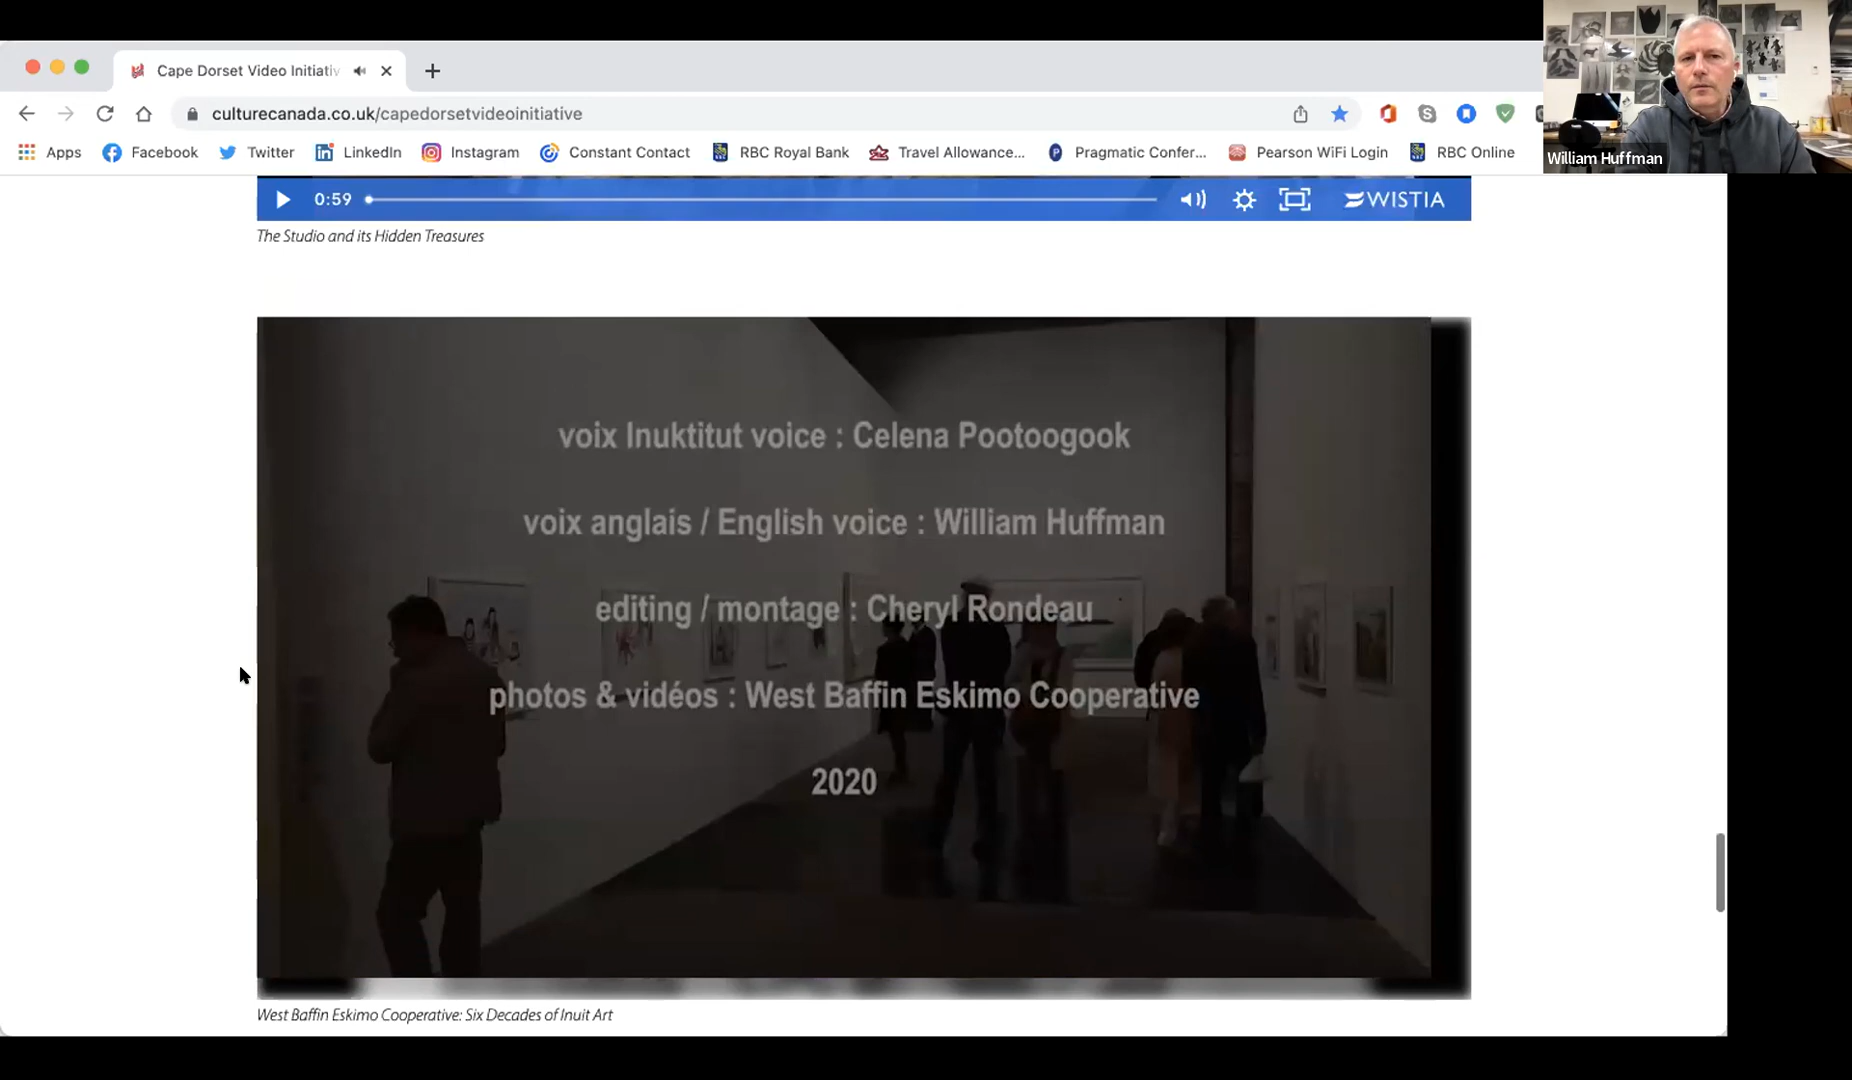 Cape Dorset Video Initiativ
culturecanada.co.uk/capedorsetvideoinitiative
Apps Facebook Twitter LinkedIn Instagram Constant Contact RBC Royal Bank Travel Allowance... Pragmatic Confer... Pearson WiFi Login RBC Online
William Huffman
0:59 WISTIA
The Studio and its Hidden Treasures
voix Inuktitut voice : Celena Pootoogook
voix anglais / English voice : William Huffman
editing / montage : Cheryl Rondeau
photos & vidéos : West Baffin Eskimo Cooperative
2020
West Baffin Eskimo Cooperative: Six Decades of Inuit Art